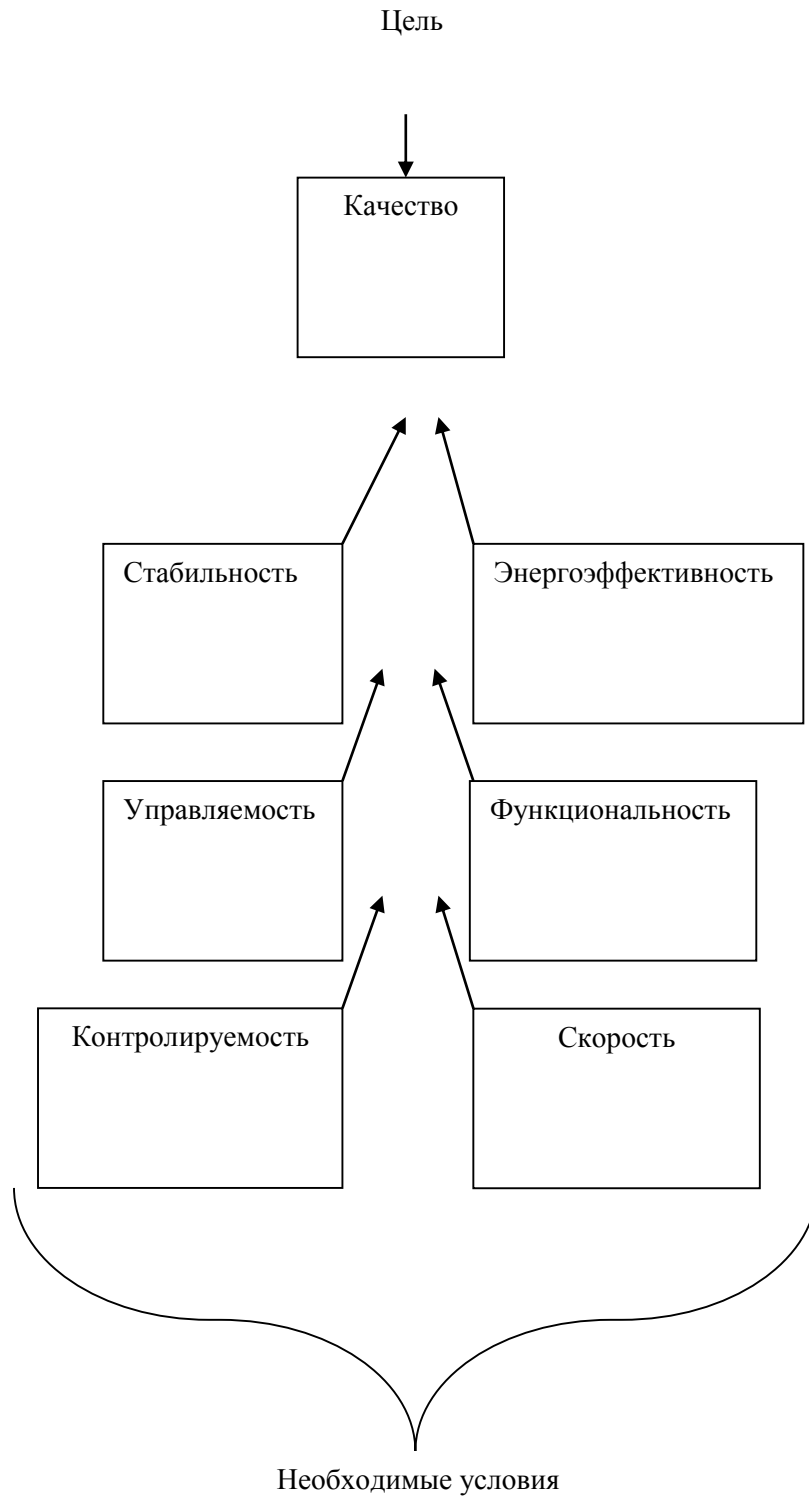 Цель
Качество
Стабильность
Энергоэффективность
Управляемость
Функциональность
Контролируемость
Скорость
Необходимые условия